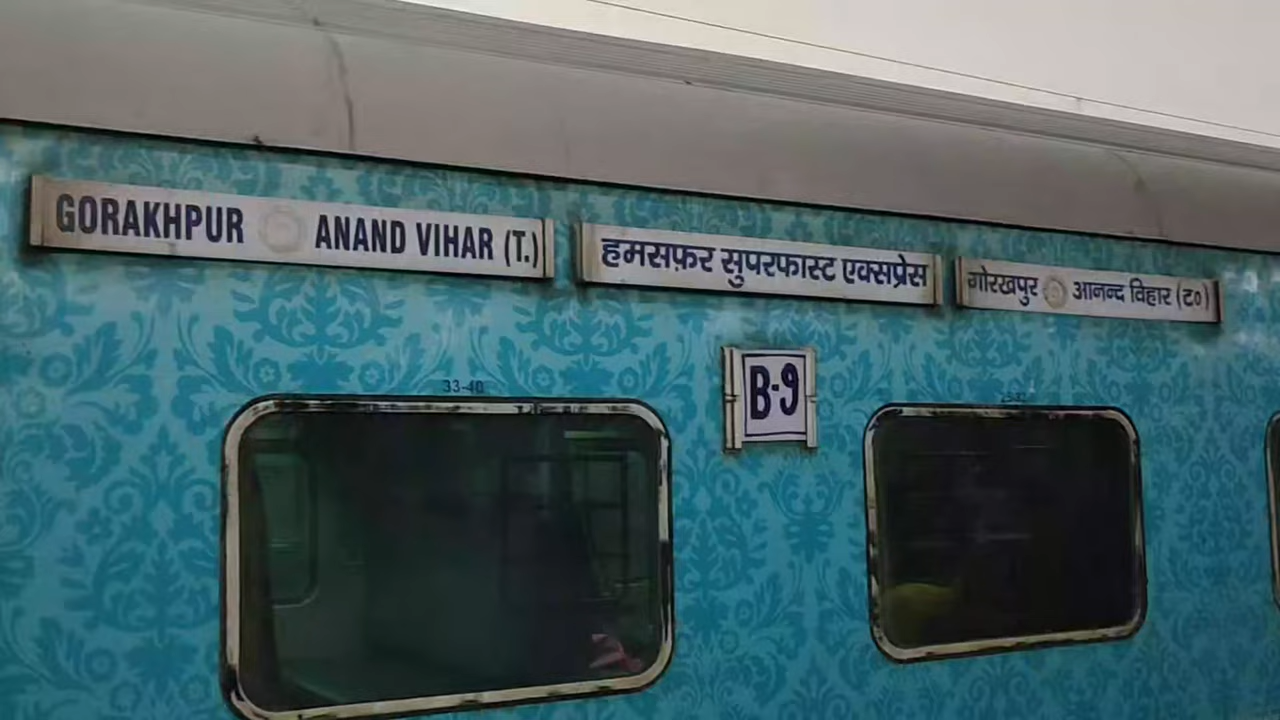 GORAKHPUR ANAND VIHAR (T.)
हमसफ़र सुपरफास्ट एक्सप्रेस
गोरखपुर आनन्द विहार (ट०)
B-9
33-40